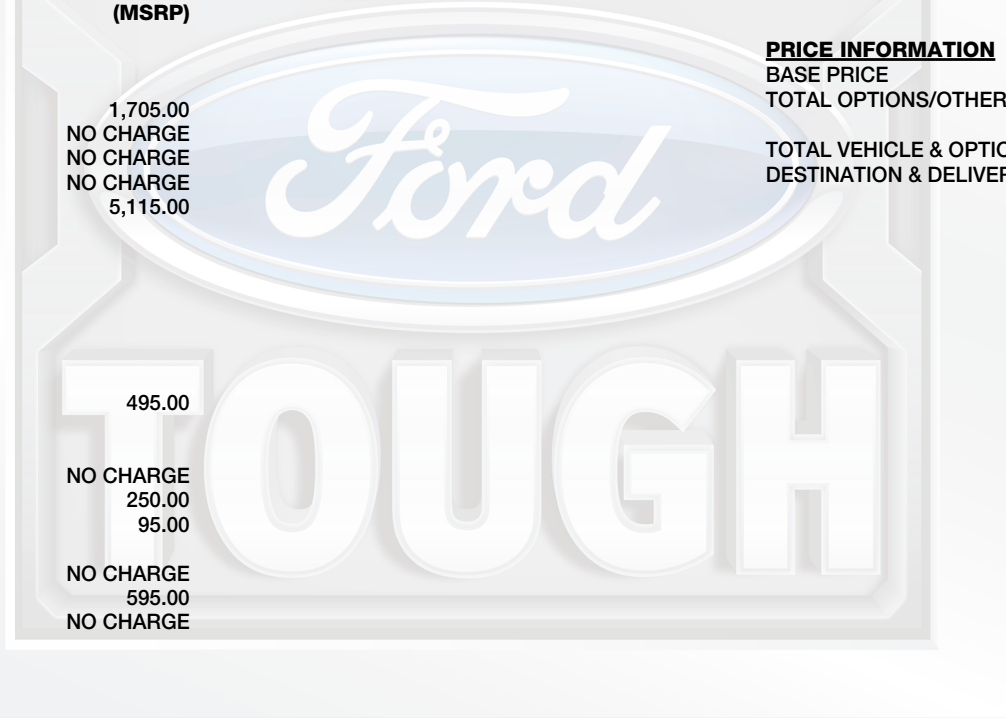 (MSRP)
1,705.00
NO CHARGE
NO CHARGE
NO CHARGE
5,115.00
495.00
NO CHARGE
250.00
95.00
NO CHARGE
595.00
NO CHARGE
PRICE INFORMATION
BASE PRICE
TOTAL OPTIONS/OTHER
TOTAL VEHICLE & OPTIO
DESTINATION & DELIVER
Ford
TOUGH